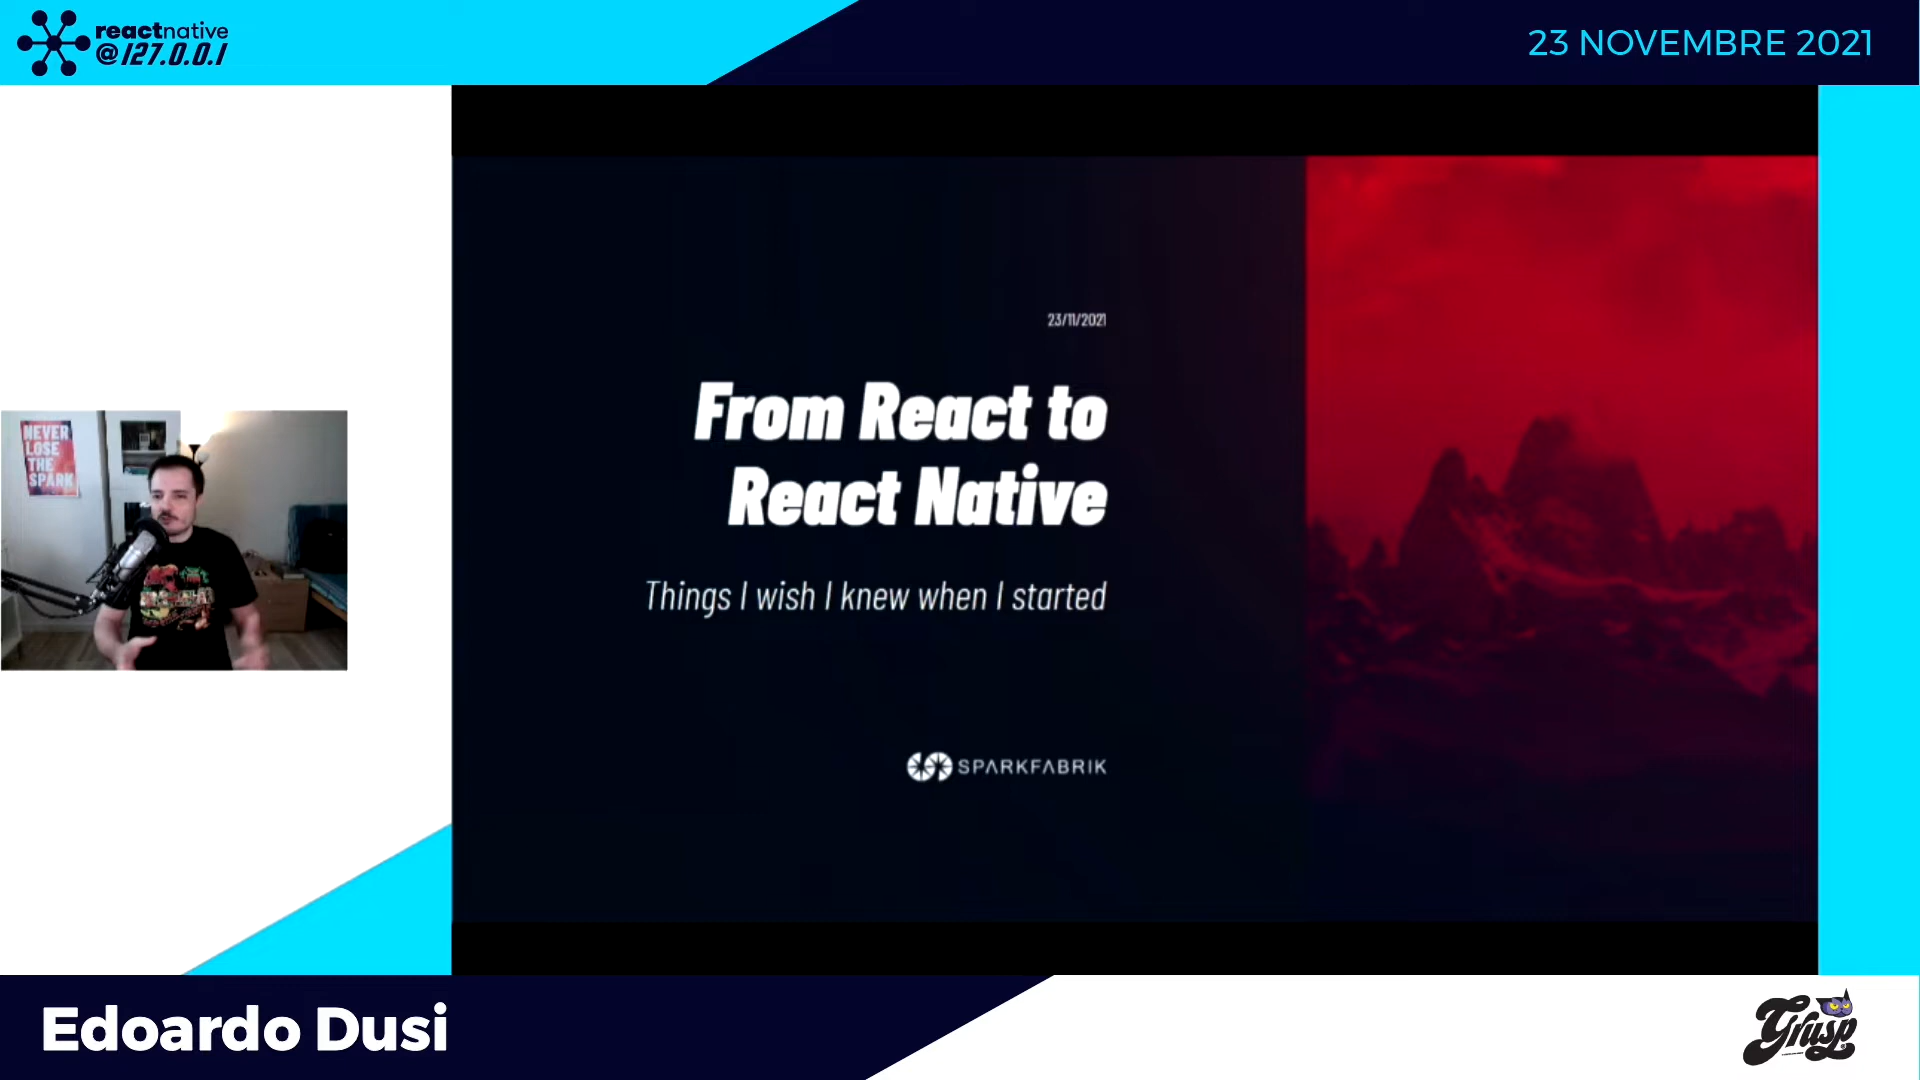 reactnative
@127.0.0.1
23 NOVEMBRE 2021
23/11/2021
From React to
React Native
Things I wish I knew when I started
SPARKFABRIK
NEVER
LOSE
THE
SPARK
Edoardo Dusi
Grusp